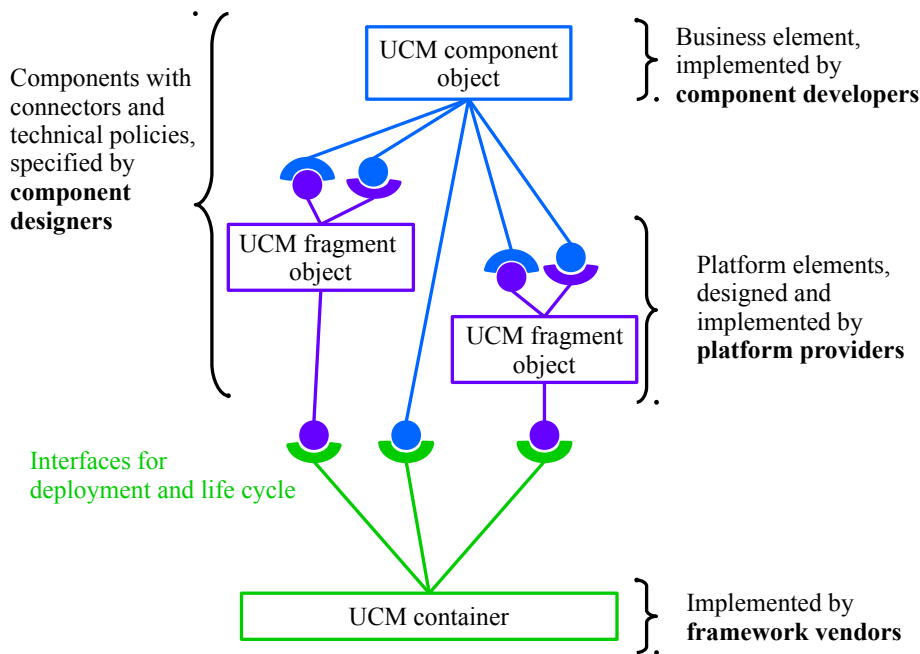 UCM component
object
Business element,
implemented by
component developers
Components with
connectors and
technical policies,
specified by
component
designers
UCM fragment
object
UCM fragment
object
Platform elements,
designed and
implemented by
platform providers
Interfaces for
deployment and life cycle
UCM container
Implemented by
framework vendors